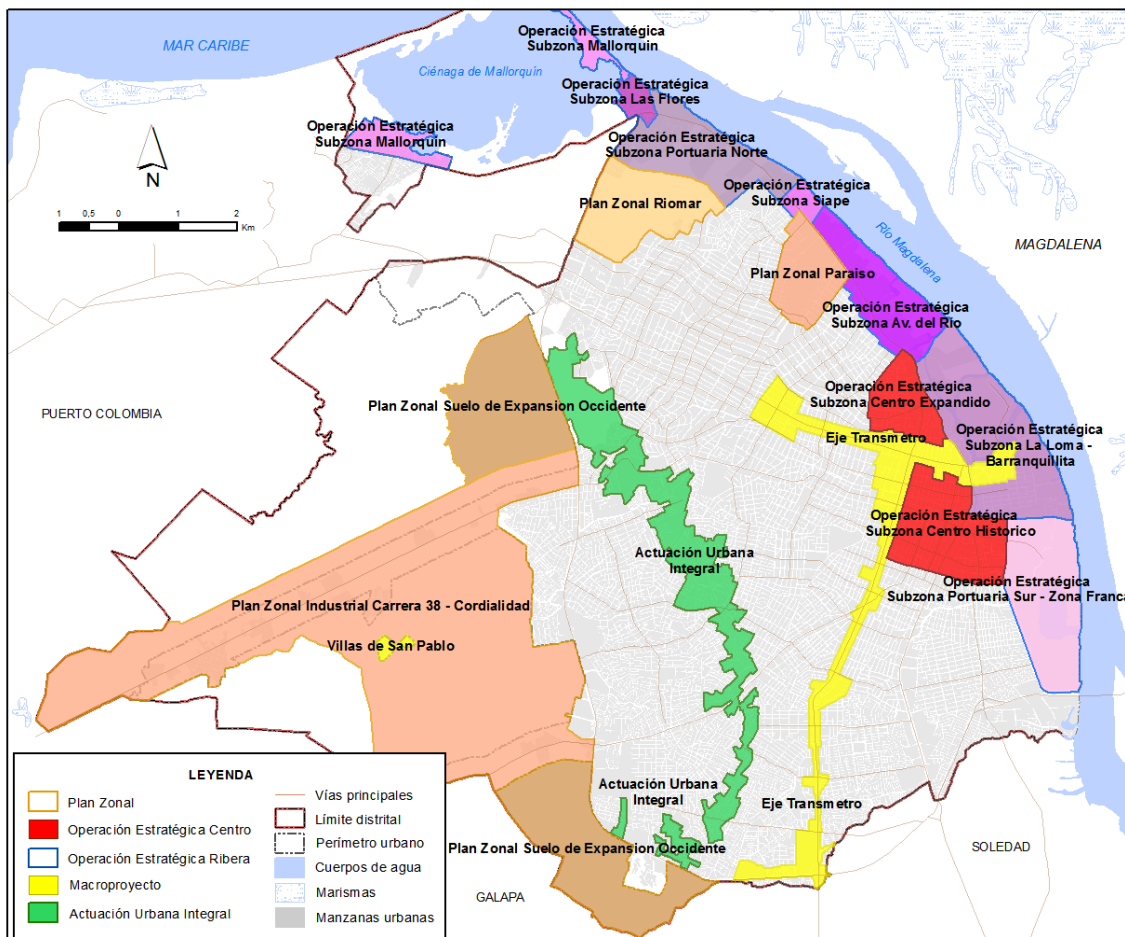 MAR CARIBE
Operación Estratégica
Subzona Mallorquin
Ciénaga de Mallorquín
Operación Estratégica
Subzona Las Flores
Operación Estratégica
Subzona Mallorquin
Operación Estratégica
Subzona Portuaria Norte
N
1 0,5 0 1 2
Km
Plan Zonal Riomar
Operación Estratégica
Subzona Siape
Río Magdalena
MAGDALENA
Plan Zonal Paraiso
Operación Estratégica
Subzona Av. del Rio
PUERTO COLOMBIA
Plan Zonal Suelo de Expansion Occidente
Operación Estratégica
Subzona Centro Expandido
Eje Transmetro
Operación Estratégica
Subzona La Loma -
Barranquillita
Operación Estratégica
Subzona Centro Historico
Actuación Urbana
Integral
Operación Estratégica
Subzona Portuaria Sur - Zona Franca
Plan Zonal Industrial Carrera 38 - Cordialidad
Villas de San Pablo
Actuación Urbana
Integral
Eje Transmetro
Plan Zonal Suelo de Expansion Occidente
SOLEDAD
GALAPA
LEYENDA
Plan Zonal
Operación Estratégica Centro
Operación Estratégica Ribera
Macroproyecto
Actuación Urbana Integral
Vías principales
Límite distrital
Perímetro urbano
Cuerpos de agua
Marismas
Manzanas urbanas